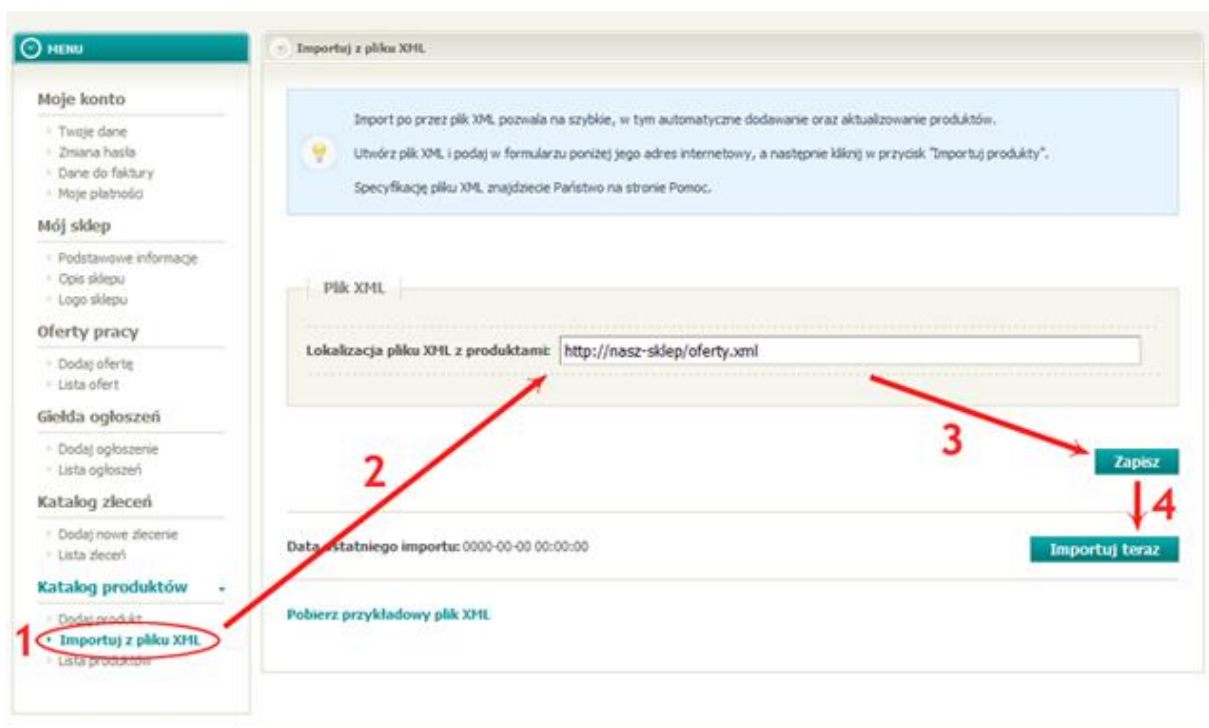 MENU
Moje konto
Twoje dane
Zmiana hasła
Dane do faktury
Moje płatności
Mój sklep
Podstawowe informacje
Opis sklepu
Logo sklepu
Oferty pracy
Dodaj ofertę
Lista ofert
Giełda ogłoszeń
Dodaj ogłoszenie
Lista ogłoszeń
Katalog zleceń
Dodaj nowe zlecenie
Lista zleceń
Katalog produktów
Dodaj produkt
1 Importuj z pliku XML
Lista produktów
Importuj z pliku XML
Import po przez plik XML pozwala na szybkie, w tym automatyczne dodawanie oraz aktualizowanie produktów.
Utwórz plik XML i podaj w formularzu poniżej jego adres internetowy, a następnie kliknij w przycisk "Importuj produkty".
Specyfikację pliku XML znajdziecie Państwo na stronie Pomoc.
Plik XML
Lokalizacja pliku XML z produktami: http://nasz-sklep/oferty.xml
2
3
Zapisz
4
Data ostatniego importu: 0000-00-00 00:00:00
Importuj teraz
Pobierz przykładowy plik XML